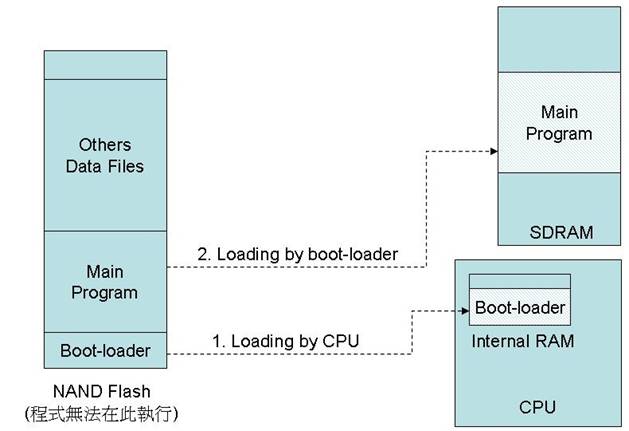 Others
Data Files
Main
Program
Boot-loader
NAND Flash
(程式無法在此執行)
2. Loading by boot-loader
1. Loading by CPU
Main
Program
SDRAM
Boot-loader
Internal RAM
CPU